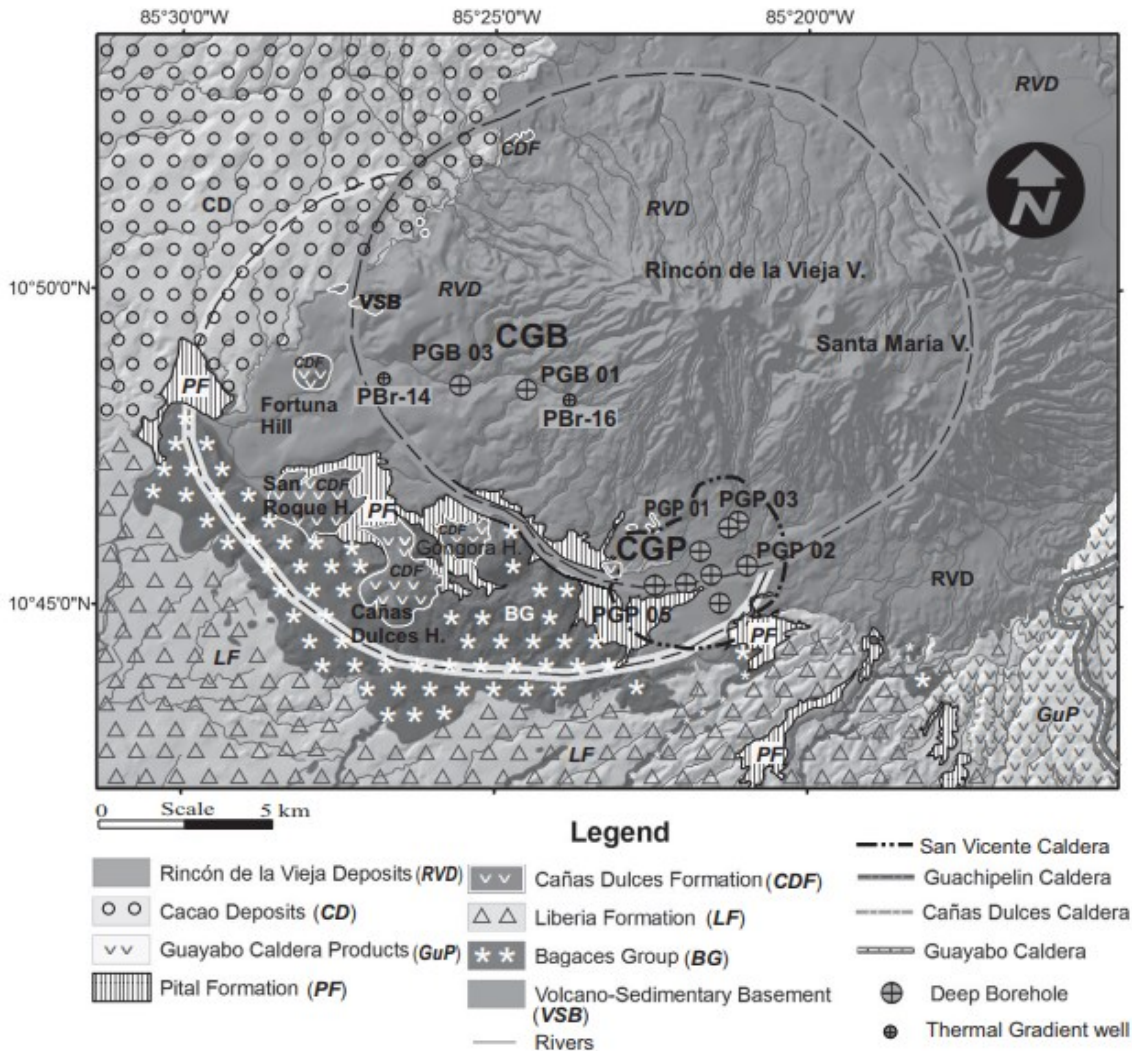 85°30'0"W
85°25'0"W
85°20'0"W
RVD
CDF
CD
RVD
Rincón de la Vieja V.
10°50'0"N
RVD
VSB
CGB
Santa María V.
PGB 03
PGB 01
CDF
PBr-14
PBr-16
PF
Fortuna
Hill
San
Roque H.
CDF
PGP 03
PGP 01
PF
CDF
Góngora H.
CGP
PGP 02
CDF
RVD
10°45'0"N
Cañas
Dulces H.
BG
PGP 05
PF
LF
GuP
LF
PF
0 Scale 5 km
Legend
Rincón de la Vieja Deposits (RVD)
Cacao Deposits (CD)
Guayabo Caldera Products (GuP)
Pital Formation (PF)
Cañas Dulces Formation (CDF)
Liberia Formation (LF)
Bagaces Group (BG)
Volcano-Sedimentary Basement
(VSB)
Rivers
San Vicente Caldera
Guachipelin Caldera
Cañas Dulces Caldera
Guayabo Caldera
Deep Borehole
Thermal Gradient well
N